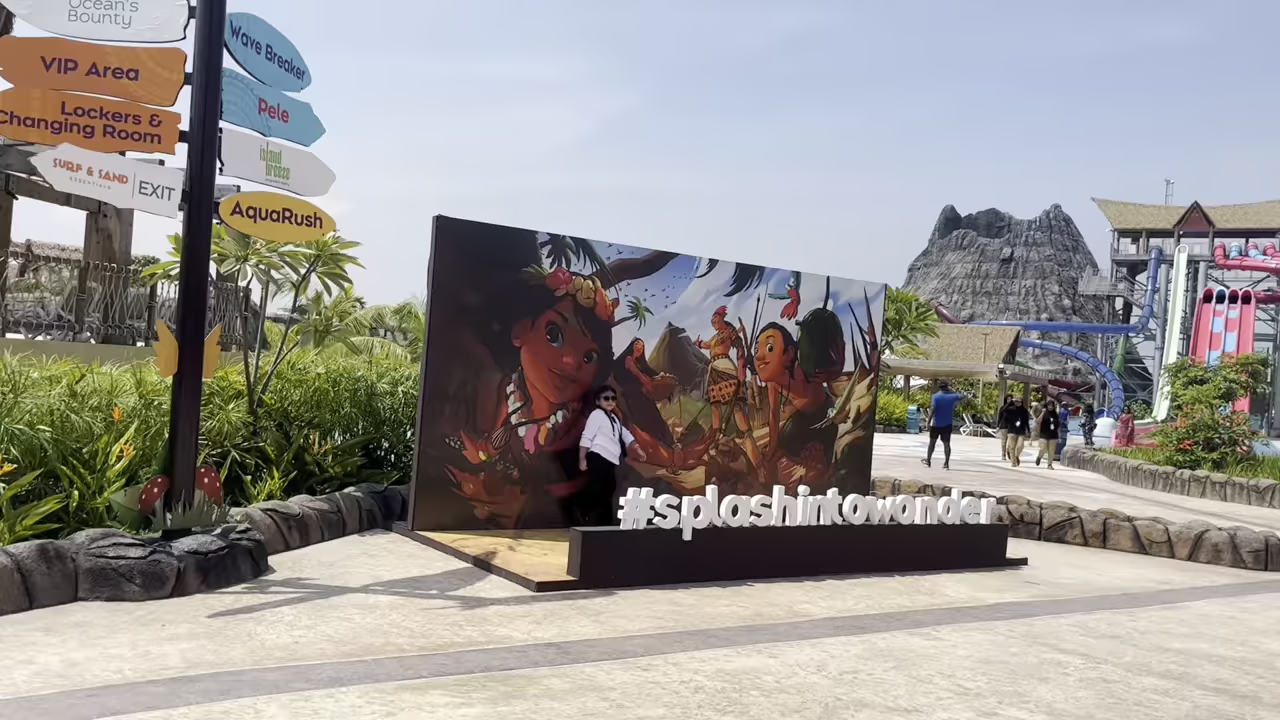 Ocean's
Bounty
VIP Area
Lockers &
Changing Room
SURF & SAND
ESSENTIALS
EXIT
Wave Breaker
Pele
island
breeze
AquaRush
#splashintowonder